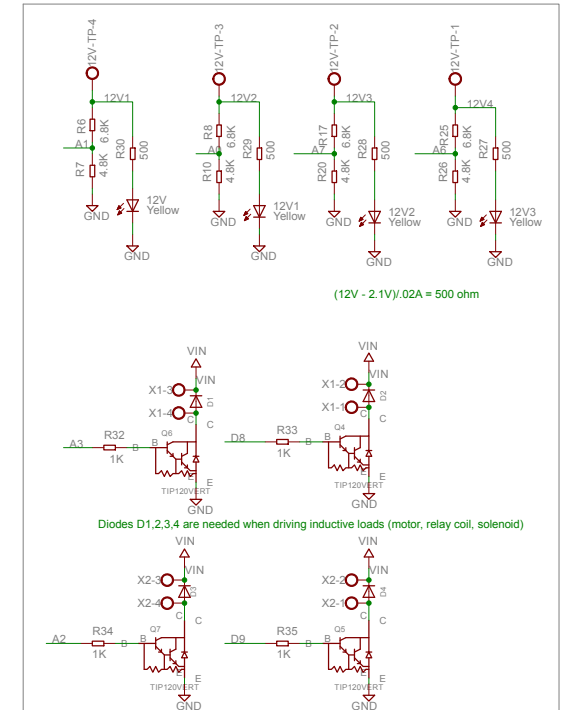 12V-TP-4
12V-TP-3
12V-TP-2
12V-TP-1
12V1
12V2
12V3
12V4
R6
6.8K
R8
6.8K
R17
6.8K
R25
6.8K
A1
A0
A7
A6
R30
500
R29
500
R28
500
R27
500
R7
4.8K
R10
4.8K
R20
4.8K
R26
4.8K
12V
Yellow
12V1
Yellow
12V2
Yellow
12V3
Yellow
GND
GND
GND
GND
GND
GND
GND
GND
(12V - 2.1V)/.02A = 500 ohm
VIN
VIN
VIN
VIN
X1-3
D1
X1-2
D2
X1-4
X1-1
C
C
C
C
A3
R32
1K
B
B
Q6
D8
R33
1K
B
B
Q4
E
E
E
E
TIP120VERT
TIP120VERT
GND
GND
Diodes D1,2,3,4 are needed when driving inductive loads (motor, relay coil, solenoid)
VIN
VIN
VIN
VIN
X2-3
D3
X2-2
D4
X2-4
X2-1
C
C
C
C
A2
R34
1K
B
B
Q7
D9
R35
1K
B
B
Q5
E
E
E
E
TIP120VERT
TIP120VERT
GND
GND